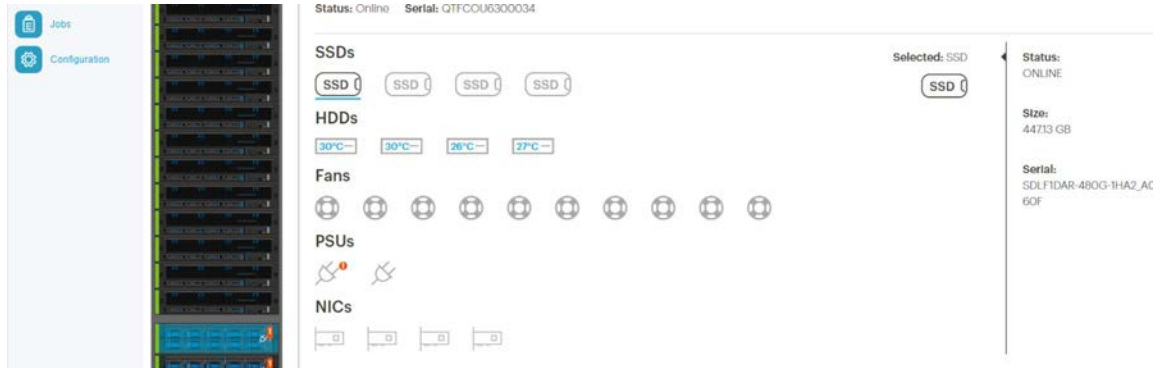 Jobs
Configuration
Status: Online Serial: QTFCOU6300034
SSDs
SSD SSD SSD SSD
HDDs
30°C 30°C 26°C 27°C
Fans
PSUs
NICs
Selected: SSD
SSD
Status:
ONLINE
Size:
447.13 GB
Serial:
SDLF1DAR-480G-1HA2_A0
60F